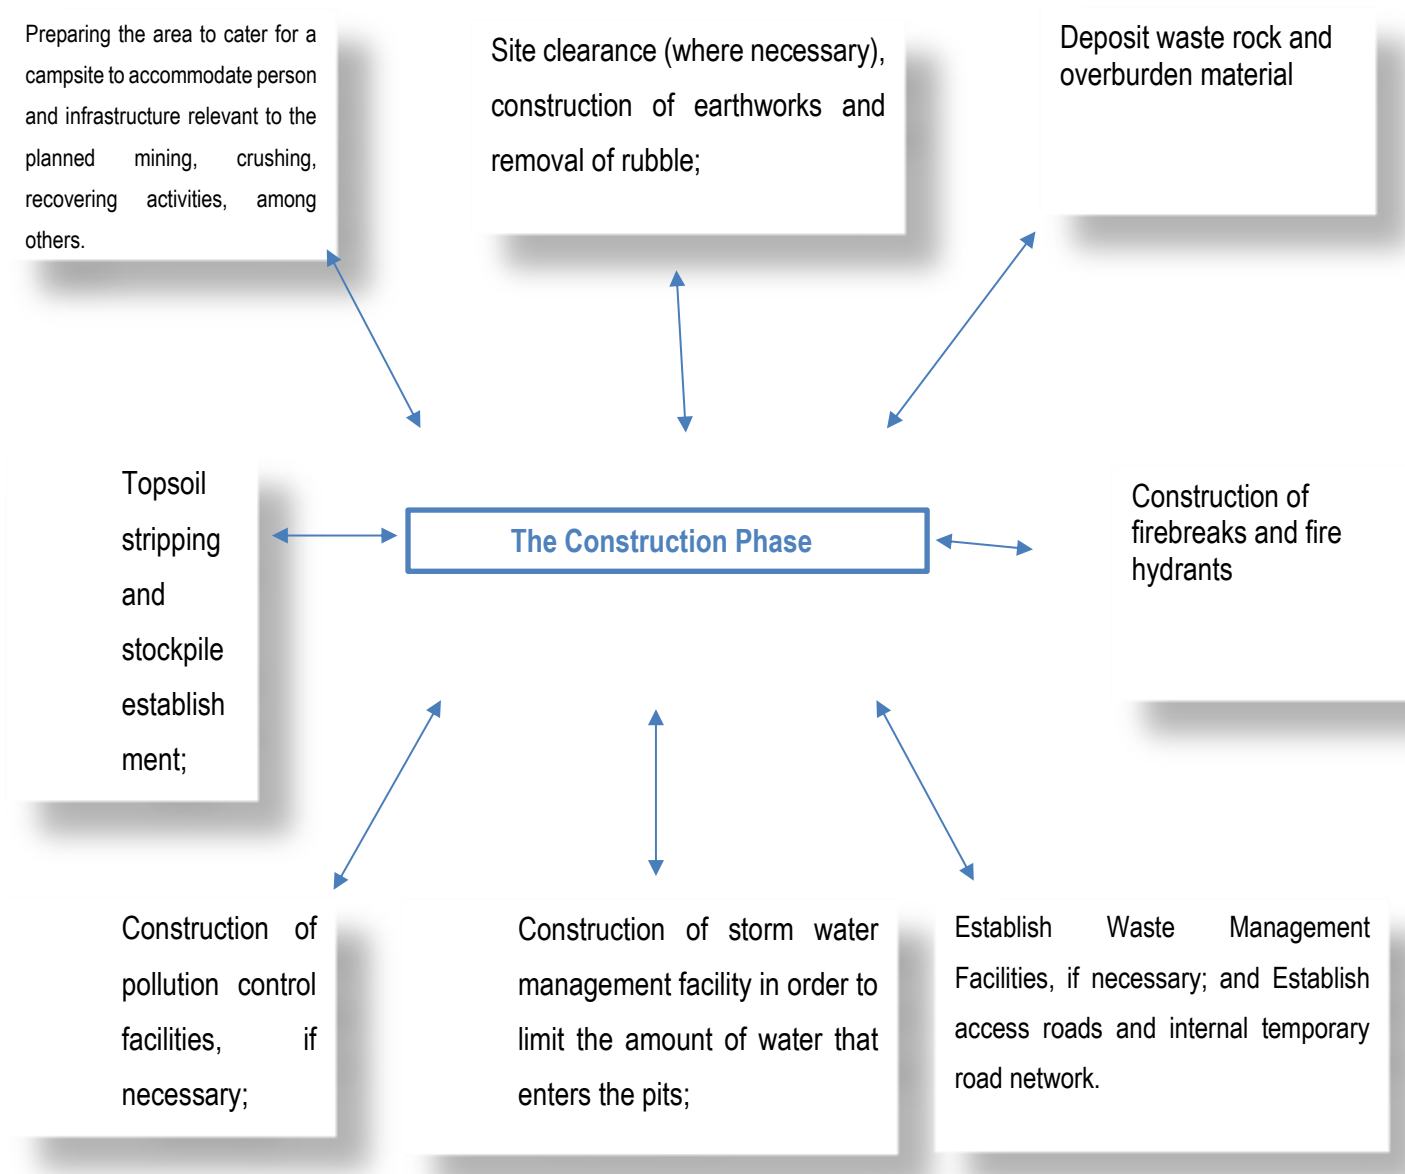 Preparing the area to cater for a
campsite to accommodate person
and infrastructure relevant to the
planned mining, crushing,
recovering activities, among
others.
Site clearance (where necessary),
construction of earthworks and
removal of rubble;
Deposit waste rock and
overburden material
Topsoil
stripping
and
stockpile
establish
ment;
The Construction Phase
Construction of
firebreaks and fire
hydrants
Construction of
pollution control
facilities, if
necessary;
Construction of storm water
management facility in order to
limit the amount of water that
enters the pits;
Establish Waste Management
Facilities, if necessary; and Establish
access roads and internal temporary
road network.